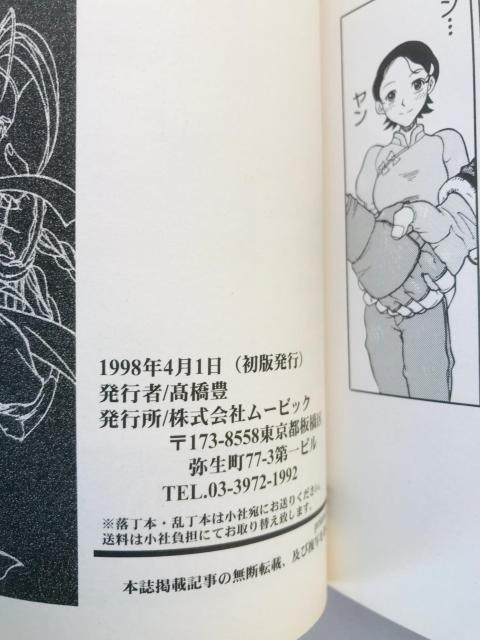 1998年4月1日（初版発行）
発行者/髙橋豊
発行所/株式会社ムービック
〒173-8558東京都板橋区
弥生町77-3第一ビル
TEL.03-3972-1992
※落丁本・乱丁本は小社宛にお送りください。
送料は小社負担にてお取り替え致します。
本誌掲載記事の無断転載、及び複写を
ン…
ヤン